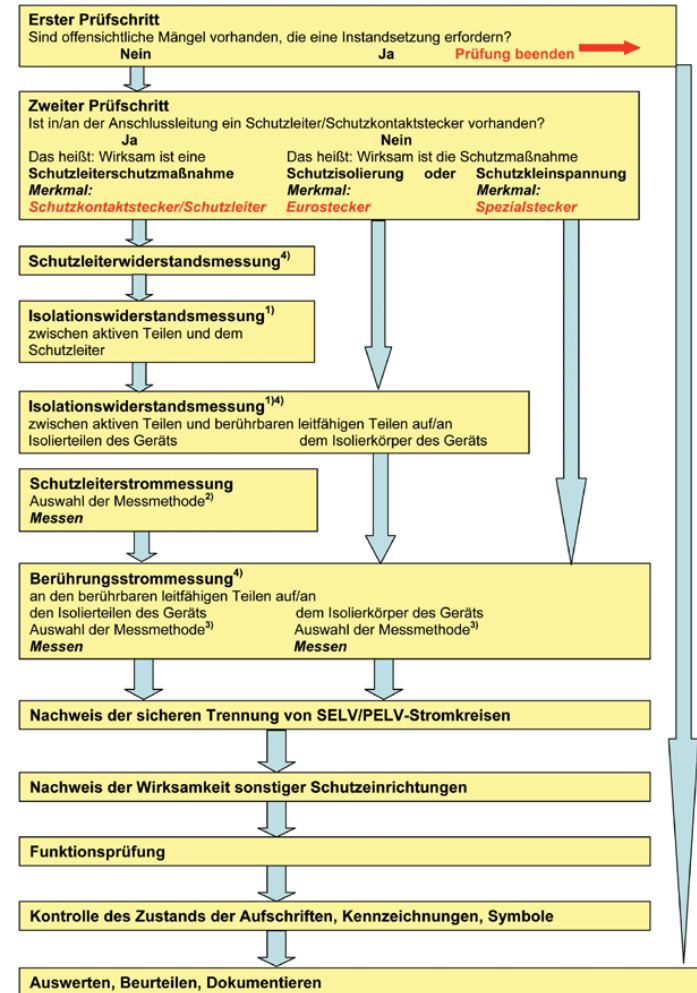 Erster Prüfschritt
Sind offensichtliche Mängel vorhanden, die eine Instandsetzung erfordern?
Nein Ja Prüfung beenden
Zweiter Prüfschritt
Ist in/an der Anschlussleitung ein Schutzleiter/Schutzkontaktstecker vorhanden?
Ja Nein
Das heißt: Wirksam ist eine Das heißt: Wirksam ist die Schutzmaßnahme
Schutzleiterschutzmaßnahme Schutzisolierung oder Schutzkleinspannung
Merkmal: Merkmal: Merkmal:
Schutzkontaktstecker/Schutzleiter Eurostecker Spezialstecker
Schutzleiterwiderstandsmessung4)
Isolationswiderstandsmessung1)
zwischen aktiven Teilen und dem
Schutzleiter
Isolationswiderstandsmessung1)4)
zwischen aktiven Teilen und berührbaren leitfähigen Teilen auf/an
Isolierteilen des Geräts dem Isolierkörper des Geräts
Schutzleiterstrommessung
Auswahl der Messmethode2)
Messen
Berührungsstrommessung4)
an den berührbaren leitfähigen Teilen auf/an
den Isolierteilen des Geräts dem Isolierkörper des Geräts
Auswahl der Messmethode3) Auswahl der Messmethode3)
Messen Messen
Nachweis der sicheren Trennung von SELV/PELV-Stromkreisen
Nachweis der Wirksamkeit sonstiger Schutzeinrichtungen
Funktionsprüfung
Kontrolle des Zustands der Aufschriften, Kennzeichnungen, Symbole
Auswerten, Beurteilen, Dokumentieren